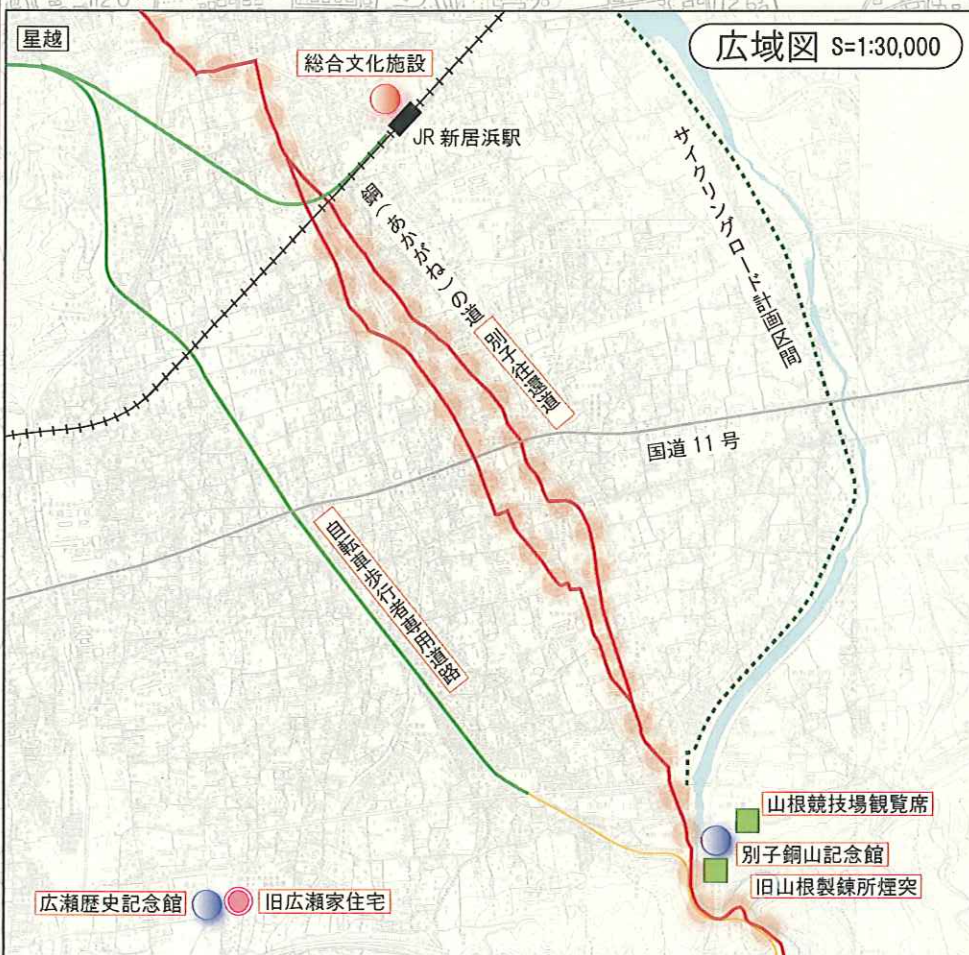 星越
広域図 S=1:30,000
総合文化施設
JR 新居浜駅
サイクリングロード計画区間
銅(あかがね)の道
別子往還道
国道 11 号
自転車歩行者専用道路
山根競技場観覧席
別子銅山記念館
旧山根製錬所煙突
広瀬歴史記念館
旧広瀬家住宅